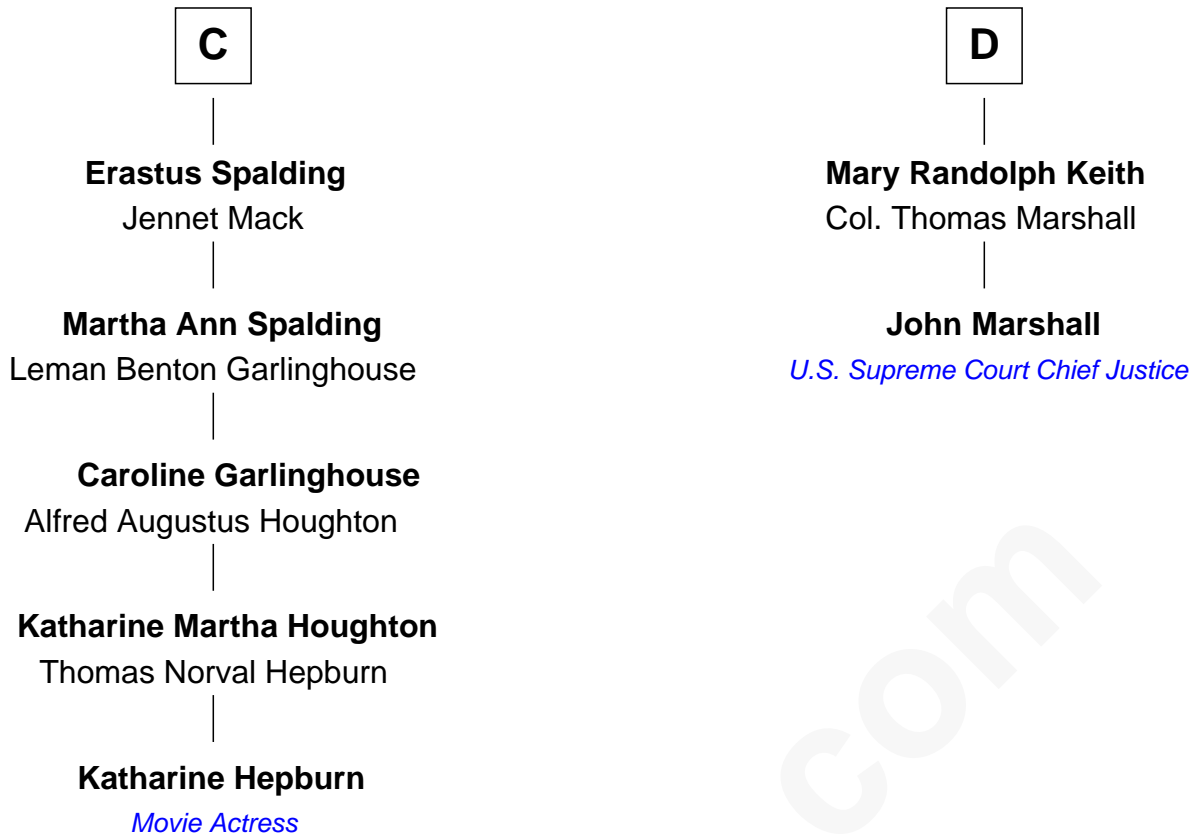 C
Erastus Spalding
Jennet Mack
Martha Ann Spalding
Leman Benton Garlinghouse
Caroline Garlinghouse
Alfred Augustus Houghton
Katharine Martha Houghton
Thomas Norval Hepburn
Katharine Hepburn
Movie Actress
D
Mary Randolph Keith
Col. Thomas Marshall
John Marshall
U.S. Supreme Court Chief Justice
com